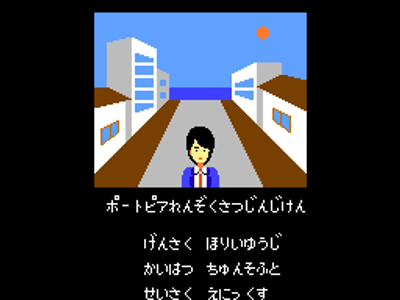 ポートピアれんぞくさつじんじけん
げんさく ほりいゆうじ
かいはつ ちゅんそふと
せいさく えにっくす